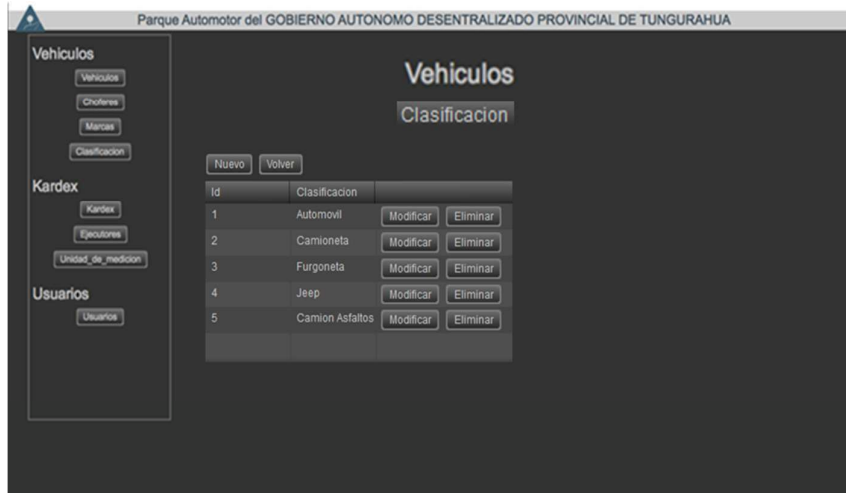 Parque Automotor del GOBIERNO AUTONOMO DESENTRALIZADO PROVINCIAL DE TUNGURAHUA
Vehiculos
Vehiculos
Choferes
Marcas
Clasificacion
Kardex
Kardex
Ejecutores
Unidad_de_medicion
Usuarios
Usuarios
Vehiculos
Clasificacion
Nuevo Volver
Id Clasificacion
1 Automovil Modificar Eliminar
2 Camioneta Modificar Eliminar
3 Furgoneta Modificar Eliminar
4 Jeep Modificar Eliminar
5 Camion Asfaltos Modificar Eliminar